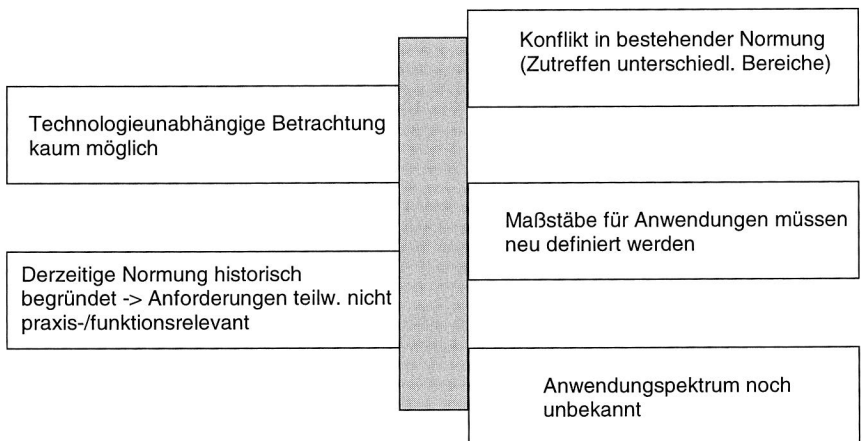 Konflikt in bestehender Normung
(Zutreffen unterschiedl. Bereiche)
Technologieunabhängige Betrachtung
kaum möglich
Maßstäbe für Anwendungen müssen
neu definiert werden
Derzeitige Normung historisch
begründet -> Anforderungen teilw. nicht
praxis-/funktionsrelevant
Anwendungspektrum noch
unbekannt